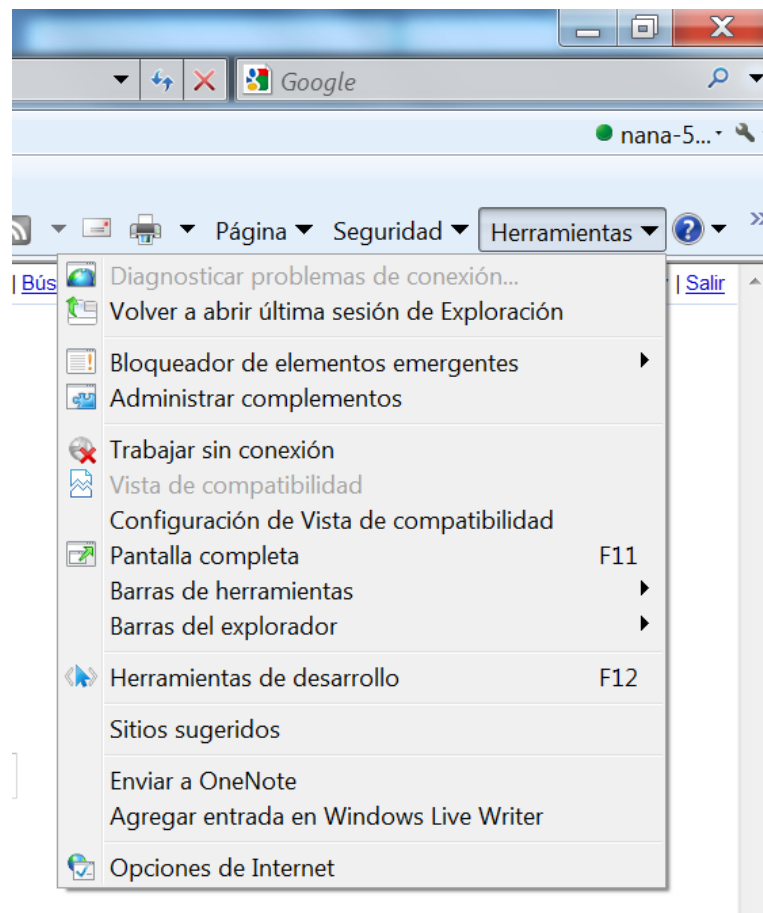 Google
nana-5...
Página Seguridad Herramientas
| Bús
| Salir
Diagnosticar problemas de conexión...
Volver a abrir última sesión de Exploración
Bloqueador de elementos emergentes
Administrar complementos
Trabajar sin conexión
Vista de compatibilidad
Configuración de Vista de compatibilidad
Pantalla completa F11
Barras de herramientas
Barras del explorador
Herramientas de desarrollo F12
Sitios sugeridos
Enviar a OneNote
Agregar entrada en Windows Live Writer
Opciones de Internet